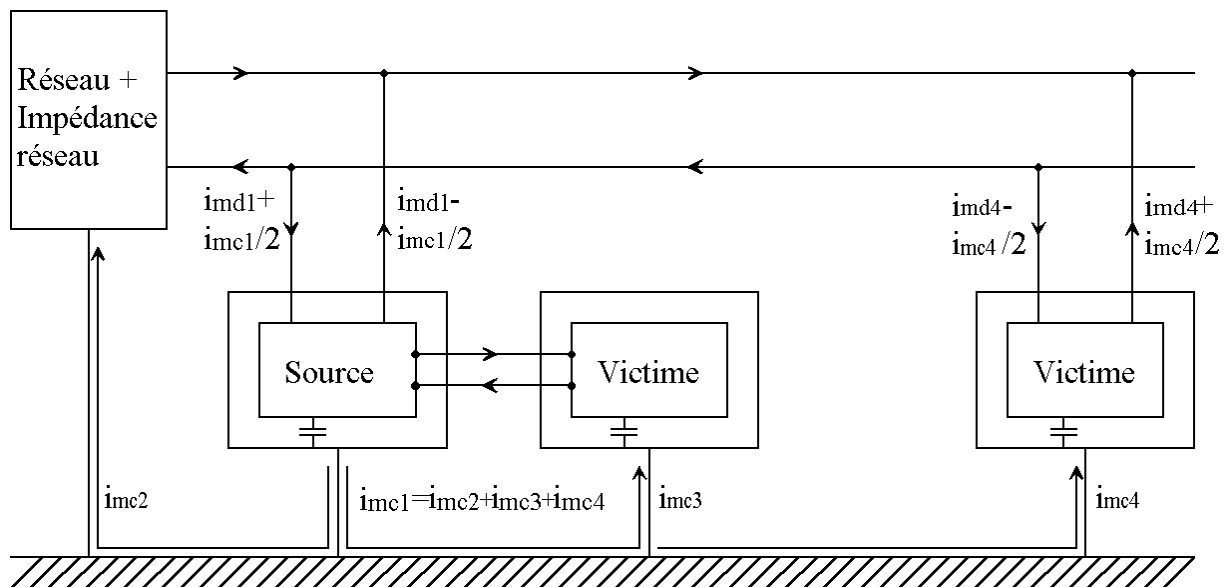 Réseau +
Impédance
réseau
imd1+
imc1/2
imd1-
imc1/2
imd4-
imc4/2
imd4+
imc4/2
Source
Victime
Victime
imc2
imc1=imc2+imc3+imc4
imc3
imc4